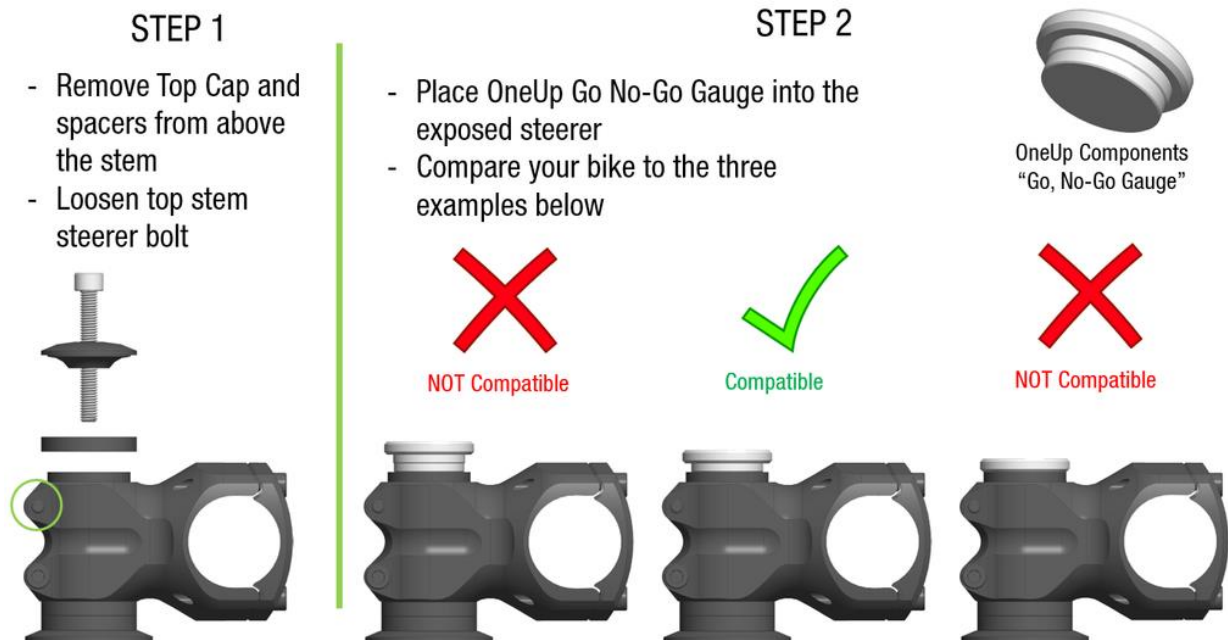 STEP 1
- Remove Top Cap and
spacers from above
the stem
- Loosen top stem
steerer bolt
STEP 2
- Place OneUp Go No-Go Gauge into the
exposed steerer
- Compare your bike to the three
examples below
OneUp Components
“Go, No-Go Gauge”
NOT Compatible
Compatible
NOT Compatible